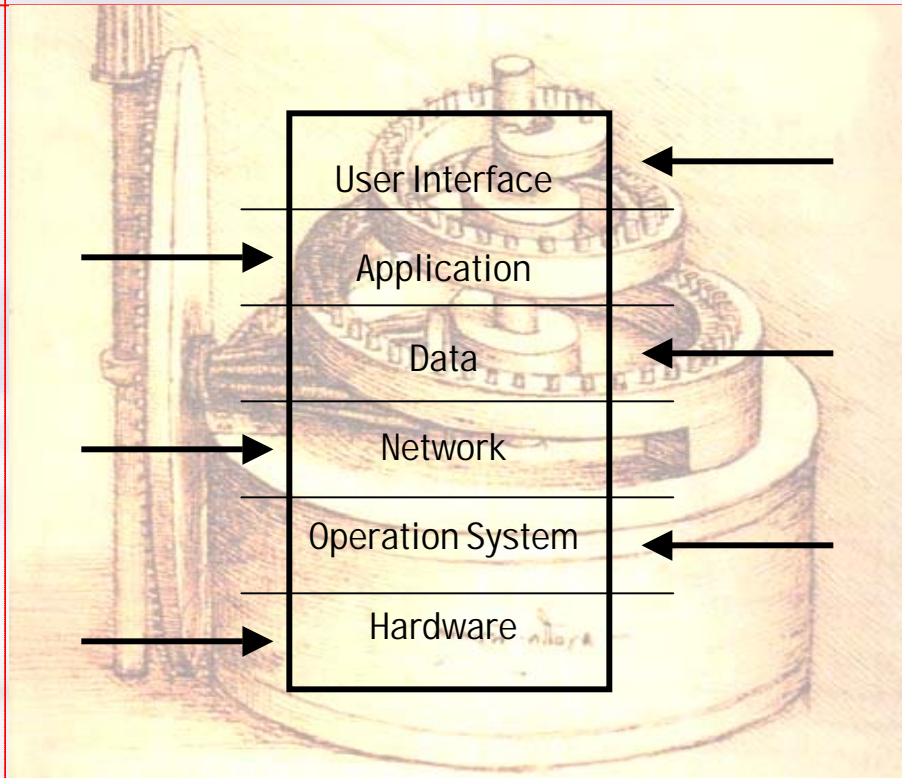 User Interface
Application
Data
Network
Operation System
Hardware